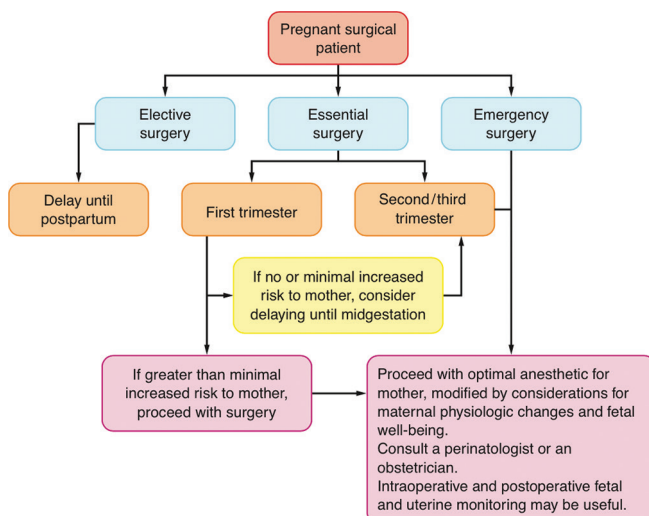 Pregnant surgical
patient
Elective
surgery
Essential
surgery
Emergency
surgery
Delay until
postpartum
First trimester
Second/third
trimester
If no or minimal increased
risk to mother, consider
delaying until midgestation
If greater than minimal
increased risk to mother,
proceed with surgery
Proceed with optimal anesthetic for
mother, modified by considerations for
maternal physiologic changes and fetal
well-being.
Consult a perinatologist or an
obstetrician.
Intraoperative and postoperative fetal
and uterine monitoring may be useful.